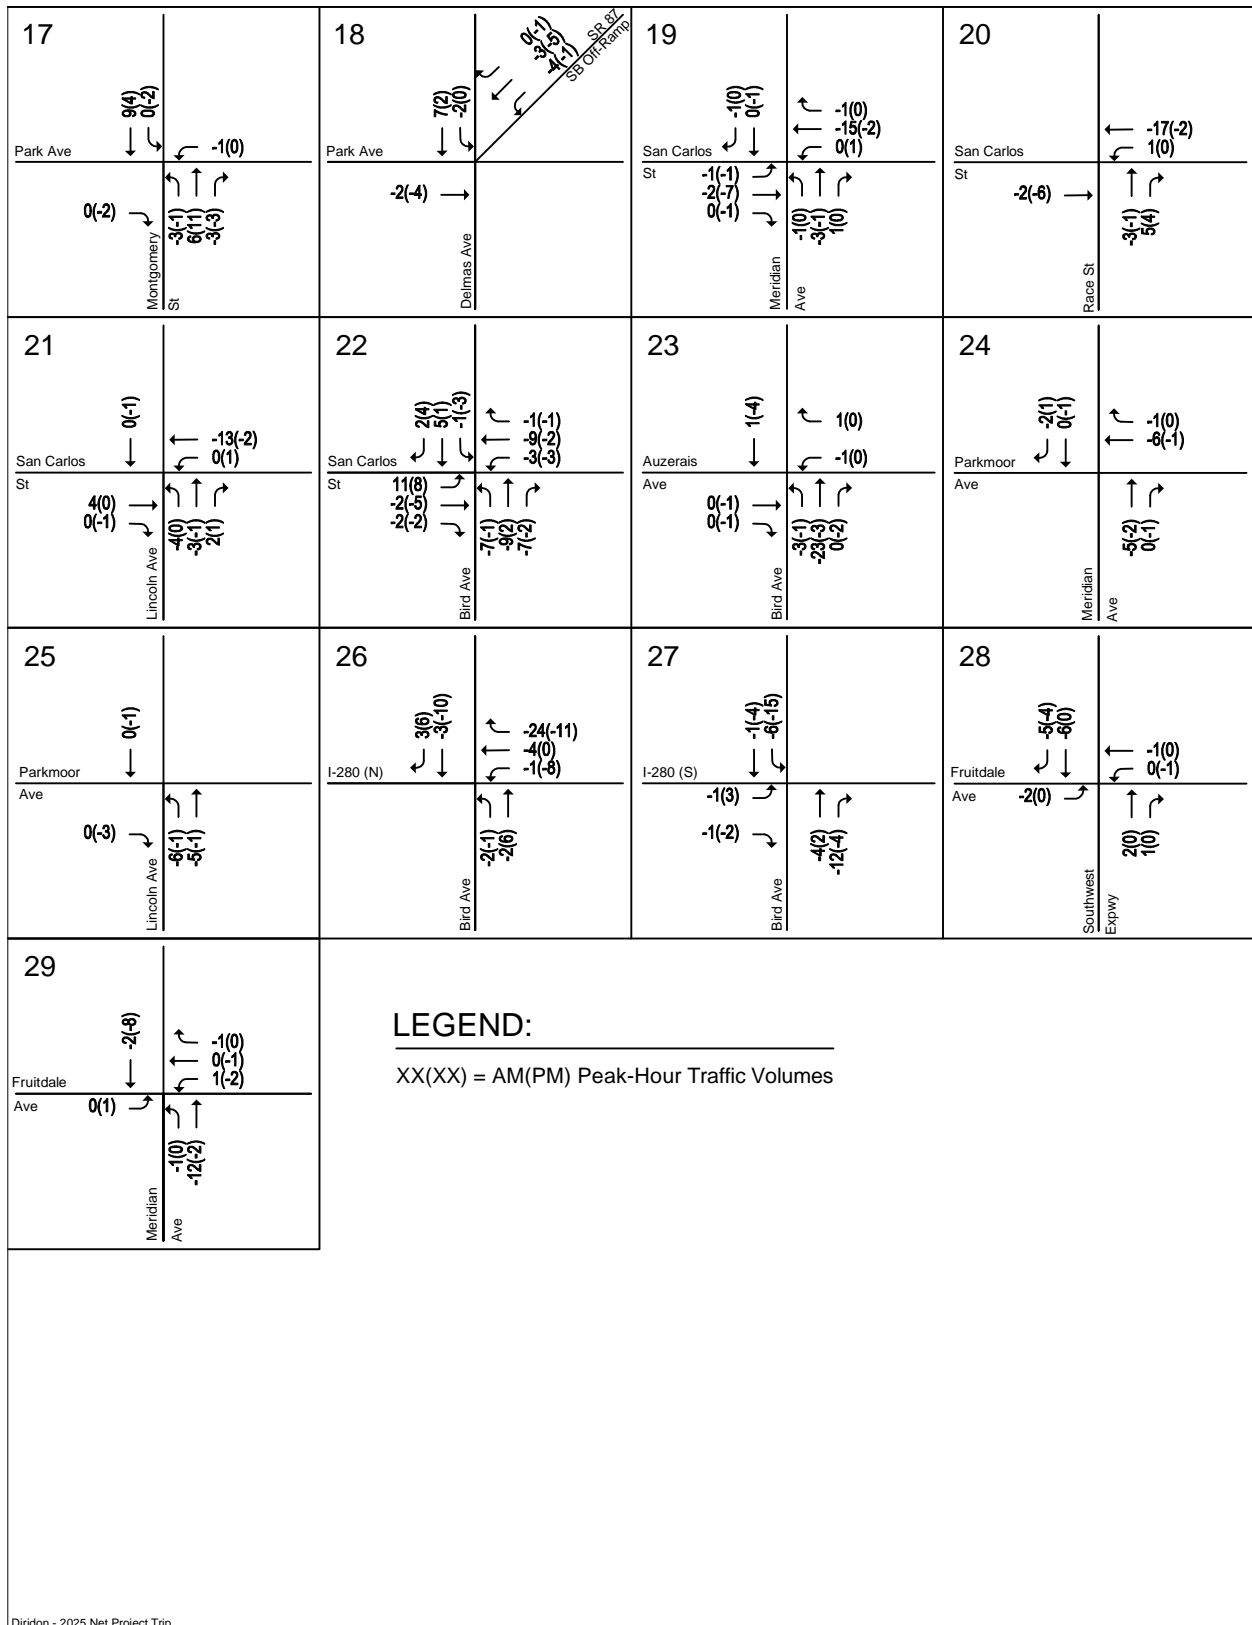 17
9(4)
0(-2)
-1(0)
Park Ave
0(-2)
-3(-1)
6(11)
-3(-3)
Montgomery
St
18
0(-1)
-3(-5)
-4(-1)
SR 87
SB Off-Ramp
7(2)
-2(0)
Park Ave
-2(-4)
Delmas Ave
19
-1(0)
0(-1)
-1(0)
-15(-2)
0(1)
San Carlos
St
-1(-1)
-2(-7)
0(-1)
-1(0)
-3(-1)
1(0)
Meridian
Ave
20
-17(-2)
1(0)
San Carlos
St
-2(-6)
-3(-1)
5(4)
Race St
21
0(-1)
-13(-2)
0(1)
San Carlos
St
4(0)
0(-1)
-4(0)
-3(-1)
2(1)
Lincoln Ave
22
2(4)
5(1)
-1(-3)
-1(-1)
-9(-2)
-3(-3)
San Carlos
St
11(8)
-2(-5)
-2(-2)
-7(-1)
-9(2)
-7(-2)
Bird Ave
23
1(-4)
1(0)
-1(0)
Auzerais
Ave
0(-1)
0(-1)
-3(-1)
-23(-3)
0(-2)
Bird Ave
24
-2(1)
0(-1)
-1(0)
-6(-1)
Parkmoor
Ave
-5(-2)
0(-1)
Meridian
Ave
25
0(-1)
Parkmoor
Ave
0(-3)
-6(-1)
-5(-1)
Lincoln Ave
26
3(6)
-3(-10)
-24(-11)
-4(0)
-1(-8)
I-280 (N)
-2(-1)
-2(6)
Bird Ave
27
-1(-4)
-6(-15)
I-280 (S)
-1(3)
-1(-2)
-4(2)
-12(-4)
Bird Ave
28
-5(-4)
-6(0)
-1(0)
0(-1)
Fruitdale
Ave
-2(0)
2(0)
1(0)
Southwest
Expwy
29
-2(-8)
-1(0)
0(-1)
1(-2)
Fruitdale
Ave
0(1)
-1(0)
-12(-2)
Meridian
Ave
LEGEND:
XX(XX) = AM(PM) Peak-Hour Traffic Volumes
Diridon - 2025 Net Project Trip